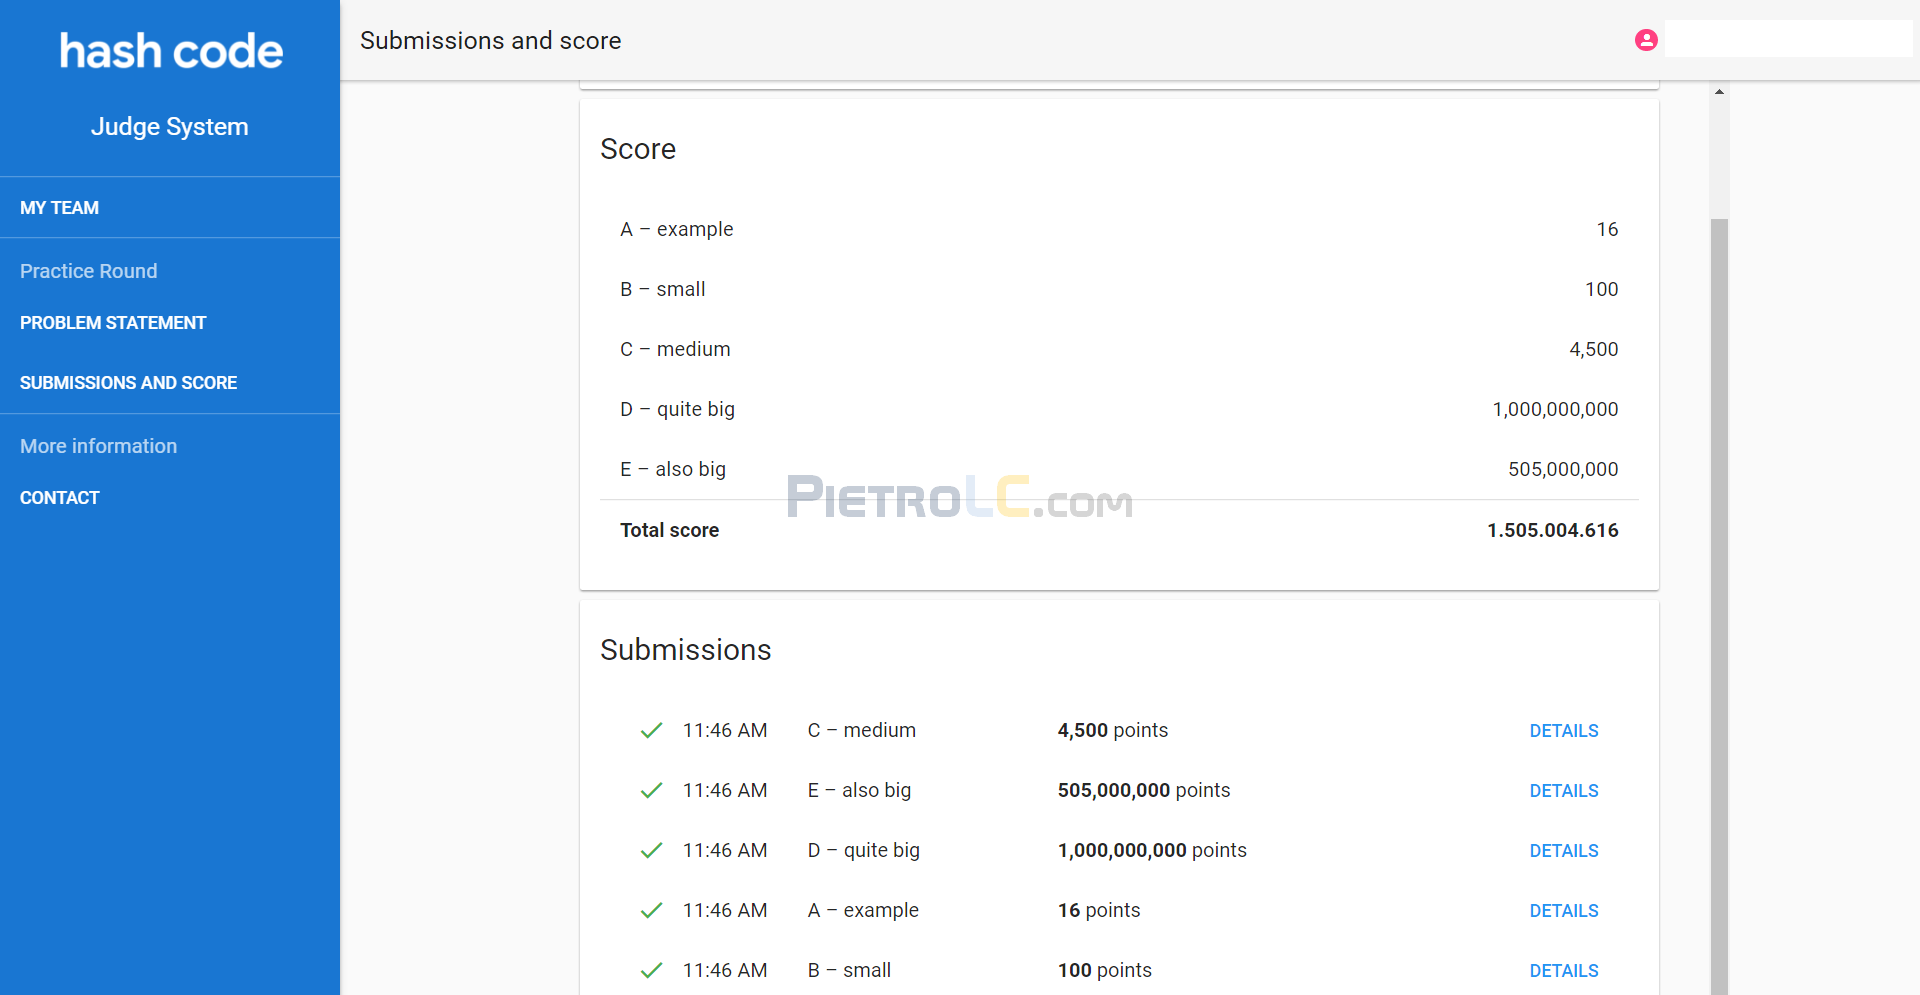 hash code
Judge System
MY TEAM
Practice Round
PROBLEM STATEMENT
SUBMISSIONS AND SCORE
More information
CONTACT
Submissions and score
Score
A – example 16
B – small 100
C – medium 4,500
D – quite big 1,000,000,000
E – also big 505,000,000
PIETROLC.COM
Total score 1.505.004.616
Submissions
11:46 AM C – medium 4,500 points DETAILS
11:46 AM E – also big 505,000,000 points DETAILS
11:46 AM D – quite big 1,000,000,000 points DETAILS
11:46 AM A – example 16 points DETAILS
11:46 AM B – small 100 points DETAILS